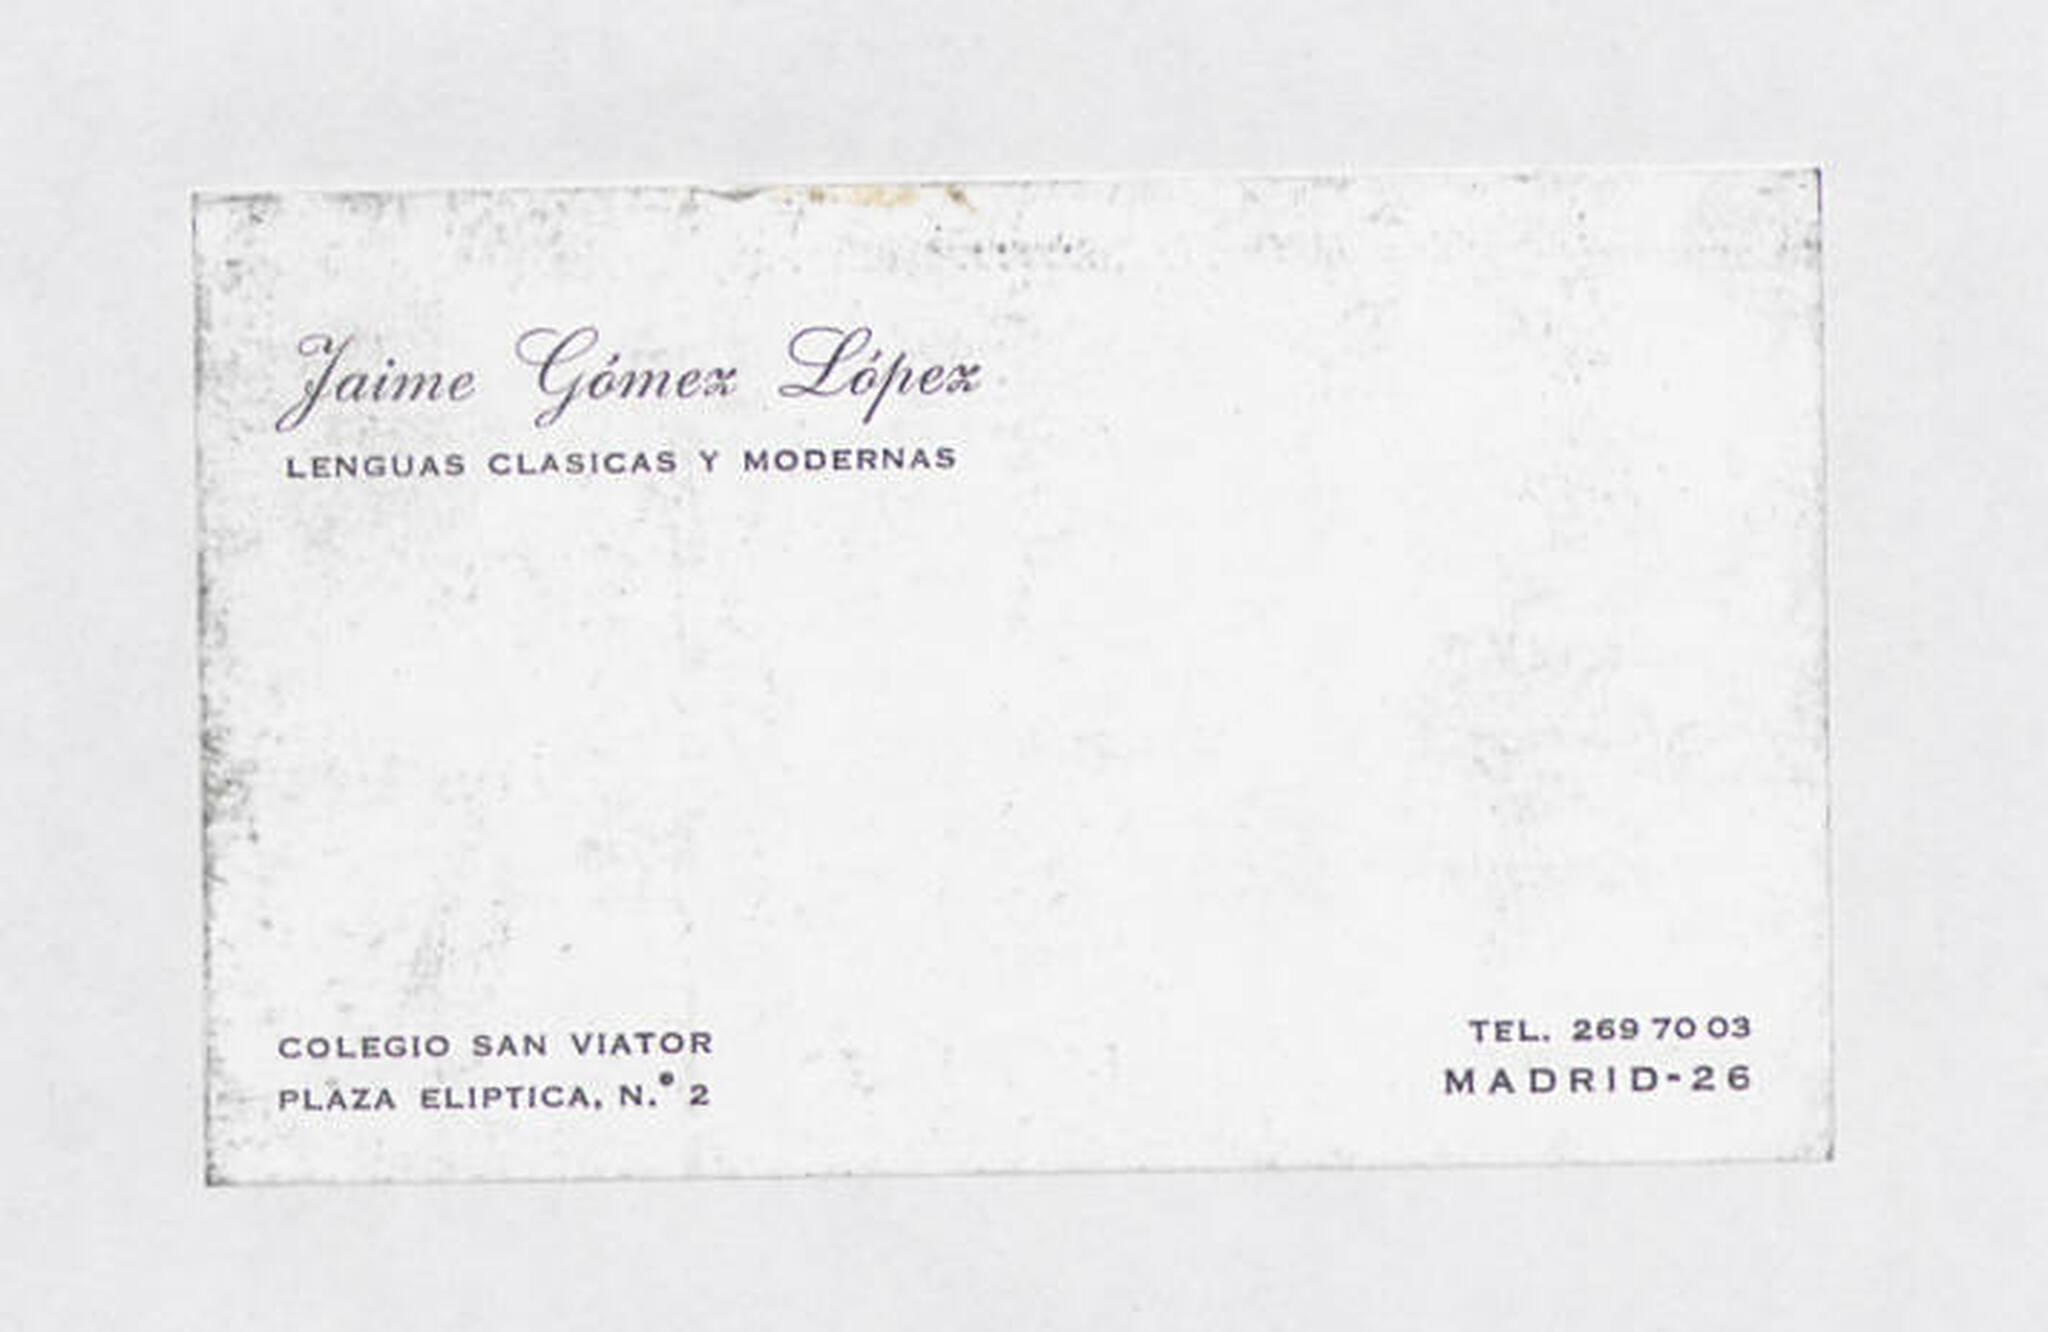 Jaime Gómez López
LENGUAS CLASICAS Y MODERNAS
COLEGIO SAN VIATOR
PLAZA ELIPTICA, N.º 2
TEL. 269 70 03
MADRID-26